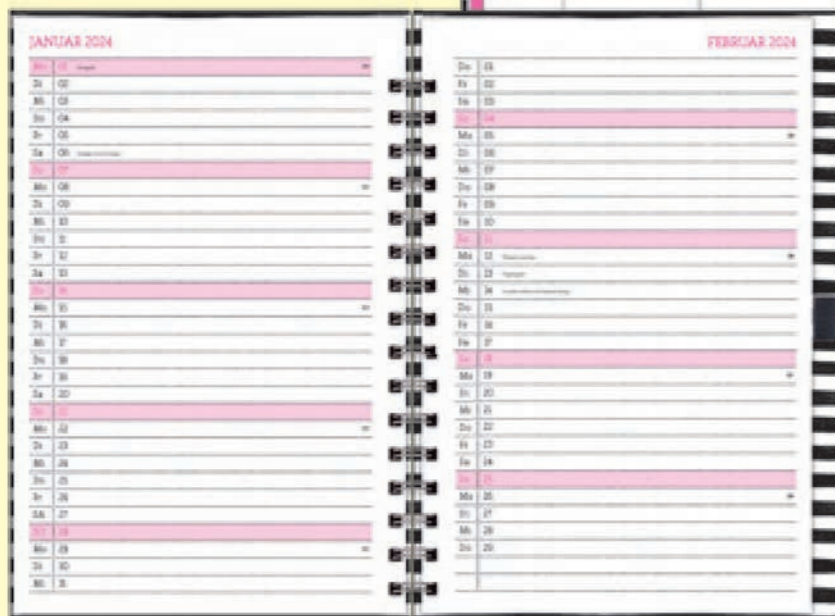 JANUAR 2024
Mo 01
Di 02
Mi 03
Do 04
Fr 05
Sa 06
So 07
Mo 08
Di 09
Mi 10
Do 11
Fr 12
Sa 13
So 14
Mo 15
Di 16
Mi 17
Do 18
Fr 19
Sa 20
So 21
Mo 22
Di 23
Mi 24
Do 25
Fr 26
Sa 27
So 28
Mo 29
Di 30
Mi 31
FEBRUAR 2024
Do 01
Fr 02
Sa 03
So 04
Mo 05
Di 06
Mi 07
Do 08
Fr 09
Sa 10
So 11
Mo 12
Di 13
Mi 14
Do 15
Fr 16
Sa 17
So 18
Mo 19
Di 20
Mi 21
Do 22
Fr 23
Sa 24
So 25
Mo 26
Di 27
Mi 28
Do 29